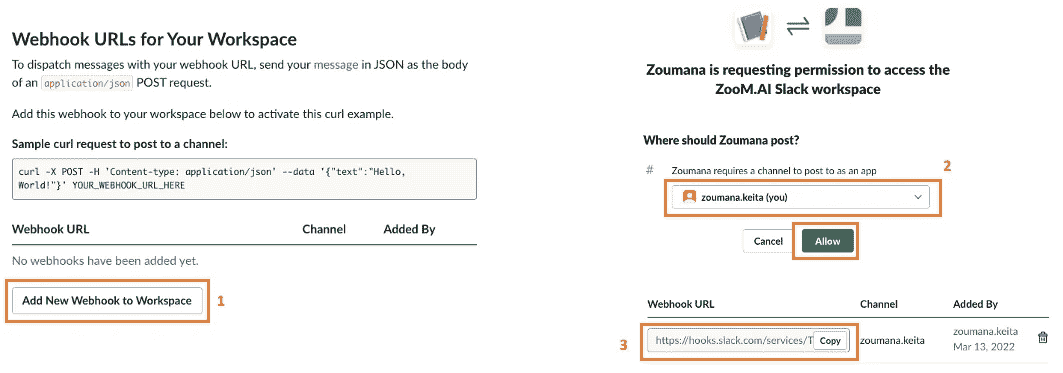 Webhook URLs for Your Workspace
To dispatch messages with your webhook URL, send your message in JSON as the body
of an application/json POST request.
Add this webhook to your workspace below to activate this curl example.
Sample curl request to post to a channel:
curl -X POST -H 'Content-type: application/json' --data '{"text":"Hello,
World!"}' YOUR_WEBHOOK_URL_HERE
Webhook URL Channel Added By
No webhooks have been added yet.
Add New Webhook to Workspace 1
Zoumana is requesting permission to access the
ZooM.AI Slack workspace
Where should Zoumana post?
# Zoumana requires a channel to post to as an app 2
zoumana.keita (you)
Cancel Allow
Webhook URL Channel Added By
3 https://hooks.slack.com/services/T Copy zoumana.keita zoumana.keita
Mar 13, 2022